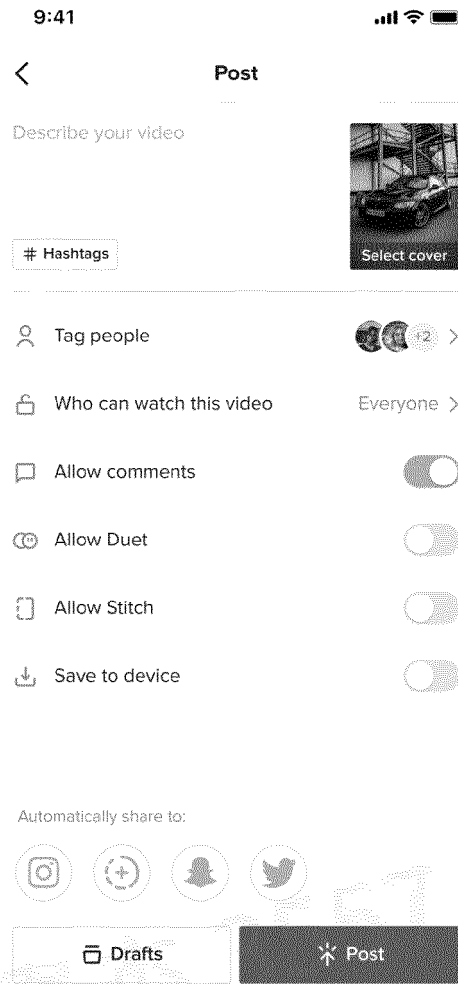 9:41
Post
Describe your video
# Hashtags
Select cover
Tag people +2
Who can watch this video Everyone
Allow comments
Allow Duet
Allow Stitch
Save to device
Automatically share to:
Drafts Post